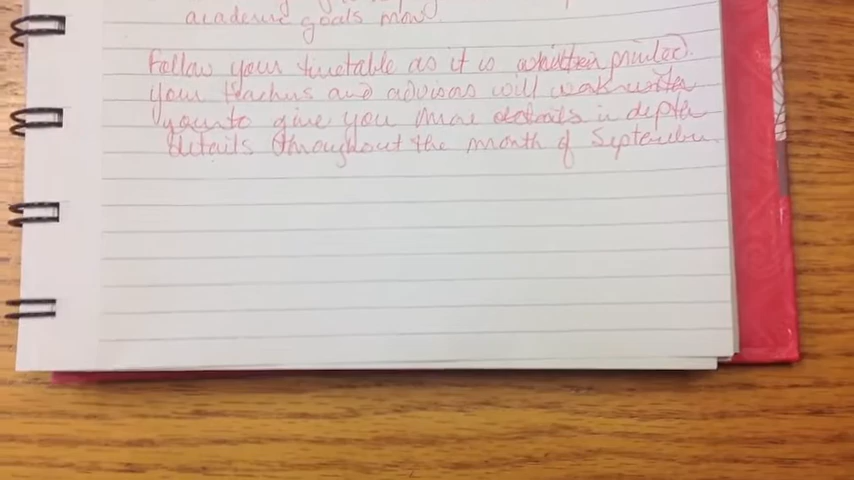 academic goals now.
Follow your timetable as it is written printed.
your teachers and advisors will work with
you to give you more details in depth
details throughout the month of September.